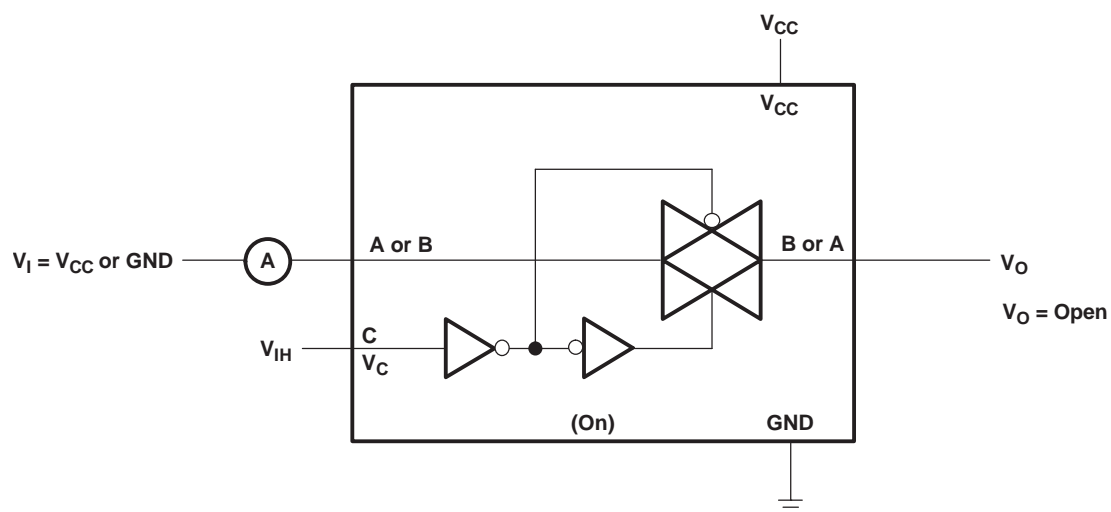 VCC
VCC
A or B
B or A
VI = VCC or GND
A
VO
VO = Open
VIH
C
VC
(On)
GND